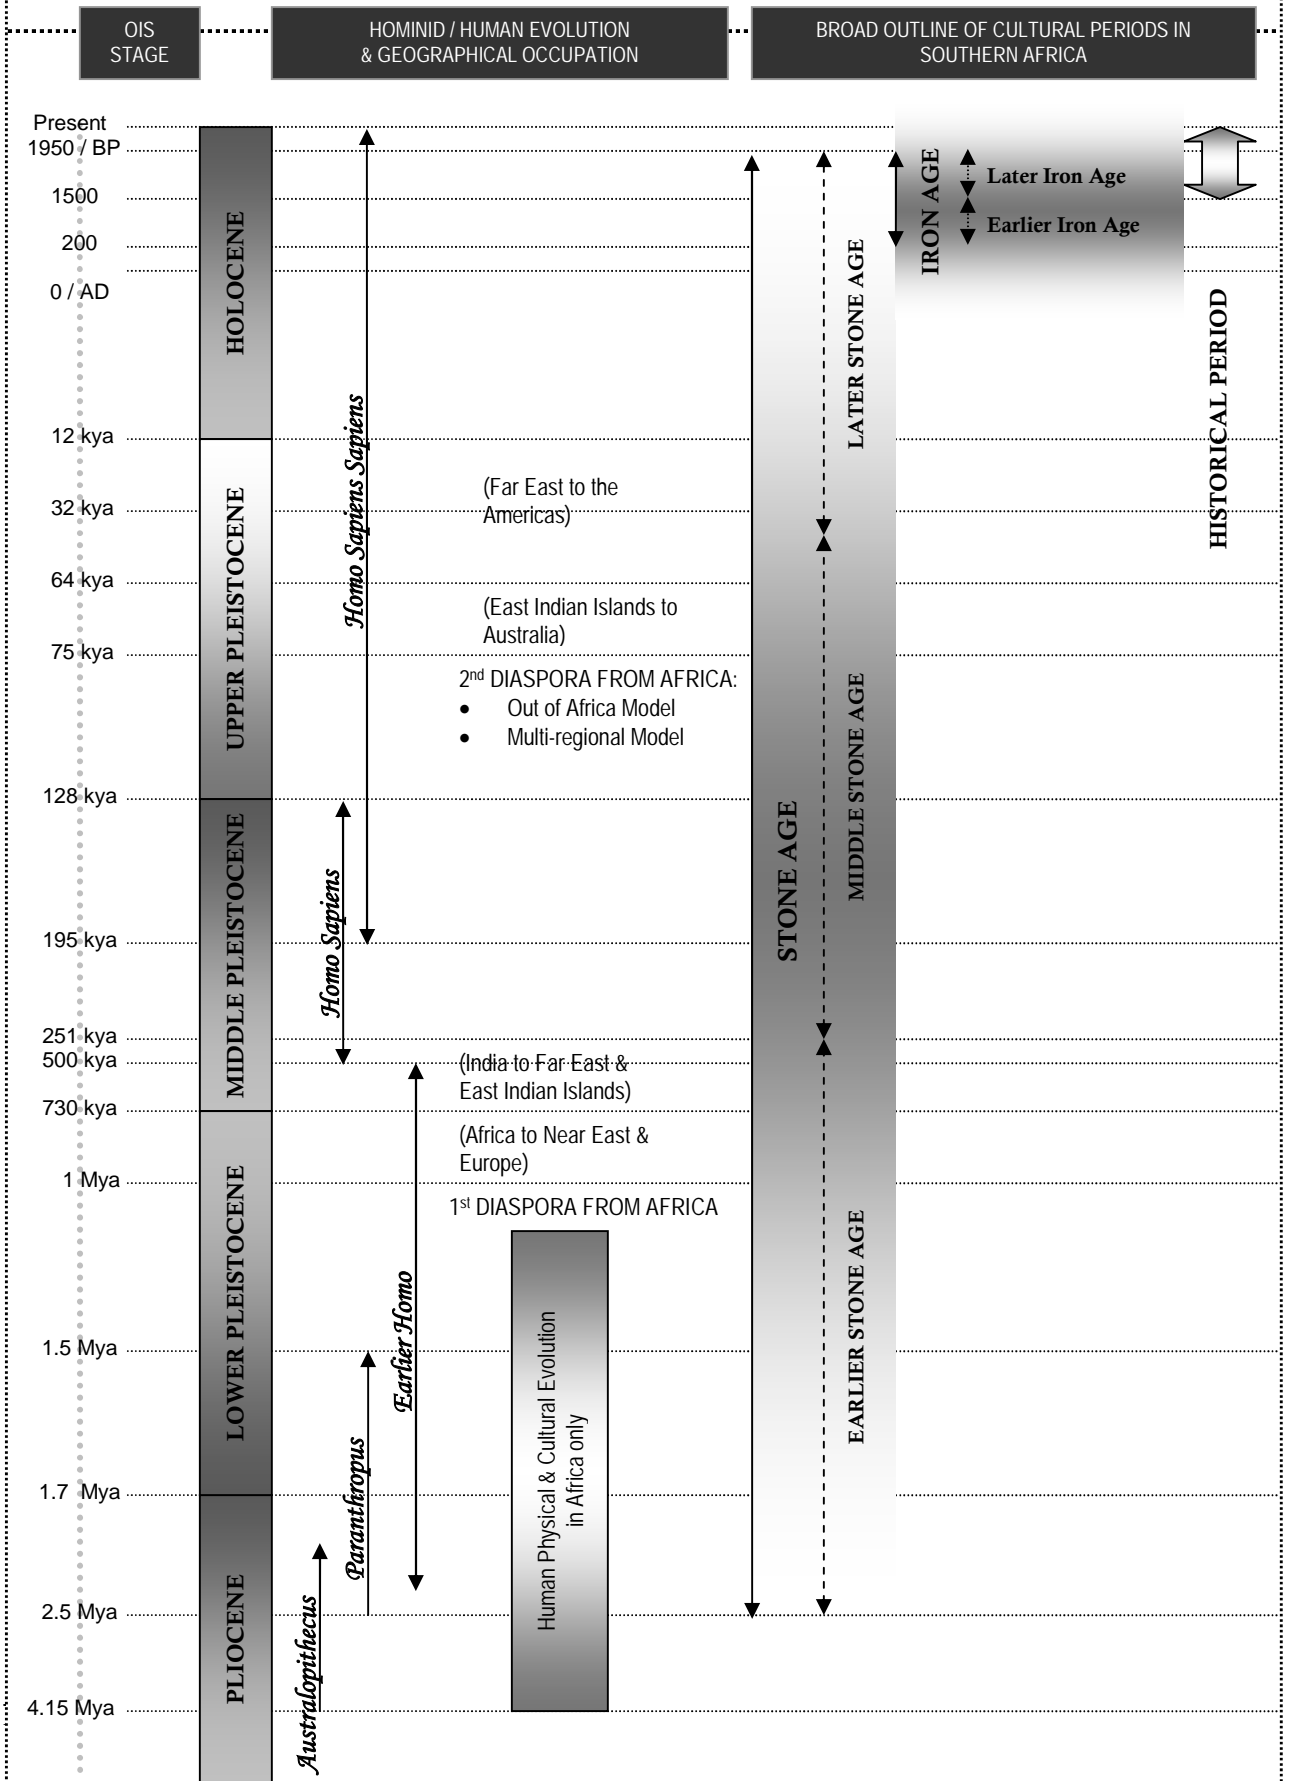 OIS
STAGE
HOMINID / HUMAN EVOLUTION
& GEOGRAPHICAL OCCUPATION
BROAD OUTLINE OF CULTURAL PERIODS IN
SOUTHERN AFRICA
Present
1950 / BP
1500
200
0 / AD
12 kya
32 kya
64 kya
75 kya
128 kya
195 kya
251 kya
500 kya
730 kya
1 Mya
1.5 Mya
1.7 Mya
2.5 Mya
4.15 Mya
HOLOCENE
UPPER PLEISTOCENE
MIDDLE PLEISTOCENE
LOWER PLEISTOCENE
PLIOCENE
Homo Sapiens Sapiens
Homo Sapiens
Earlier Homo
Paranthropus
Australopithecus
(Far East to the
Americas)
(East Indian Islands to
Australia)
2nd DIASPORA FROM AFRICA:
• Out of Africa Model
• Multi-regional Model
(India to Far East &
East Indian Islands)
(Africa to Near East &
Europe)
1st DIASPORA FROM AFRICA
Human Physical & Cultural Evolution
in Africa only
STONE AGE
LATER STONE AGE
MIDDLE STONE AGE
EARLIER STONE AGE
IRON AGE
Later Iron Age
Earlier Iron Age
HISTORICAL PERIOD